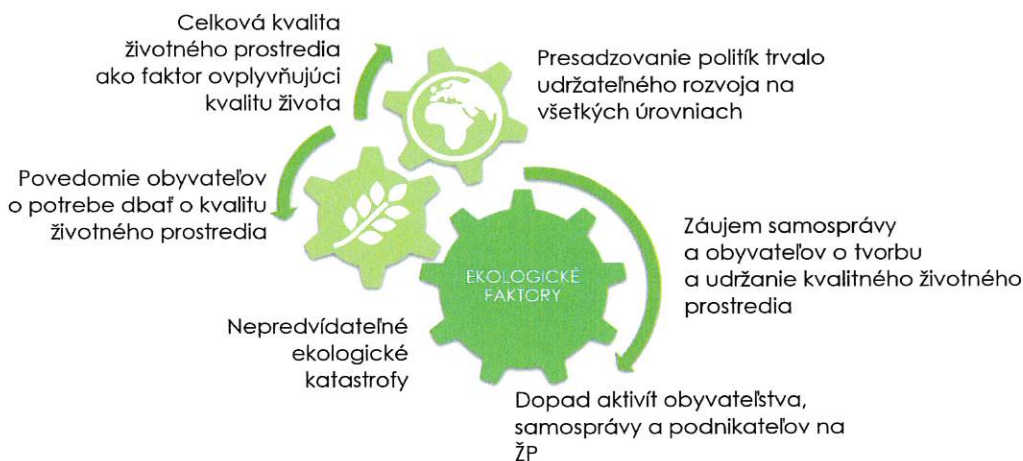 Celková kvalita
životného prostredia
ako faktor ovplyvňujúci
kvalitu života
Presadzovanie politík trvalo
udržateľného rozvoja na
všetkých úrovniach
Povedomie obyvateľov
o potrebe dbať o kvalitu
životného prostredia
Záujem samosprávy
a obyvateľov o tvorbu
a udržanie kvalitného životného
prostredia
EKOLOGICKÉ
FAKTORY
Nepredvídateľné
ekologické
katastrofy
Dopad aktivít obyvateľstva,
samosprávy a podnikateľov na
ŽP